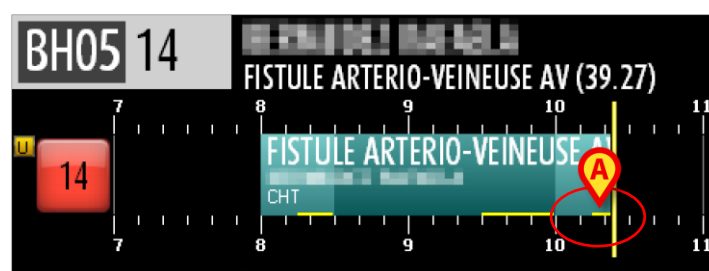 BH05 14
FISTULE ARTERIO-VEINEUSE AV (39.27)
7 8 9 10 11
U
14
FISTULE ARTERIO-VEINEUSE AV
A
CHT
7 8 9 10 11